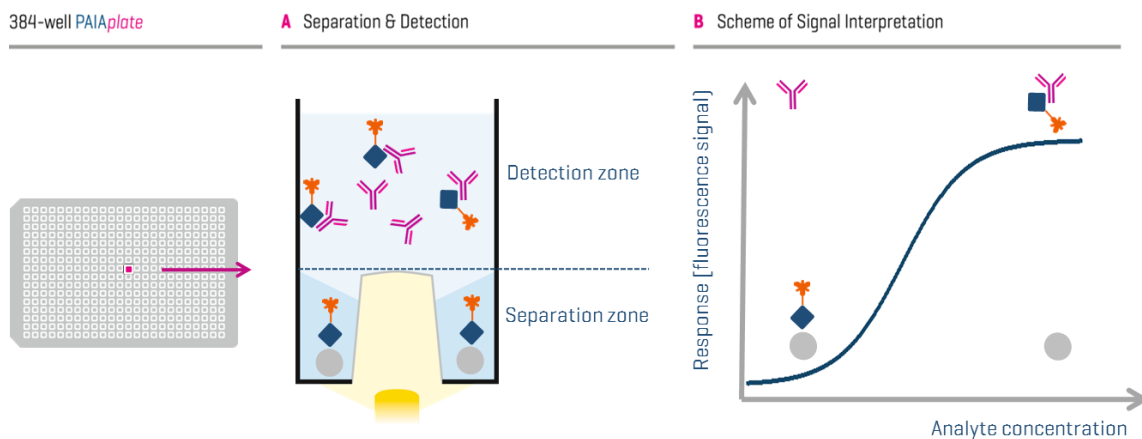 384-well PAIAplate
A Separation & Detection
B Scheme of Signal Interpretation
Detection zone
Separation zone
Response [fluorescence signal]
Analyte concentration